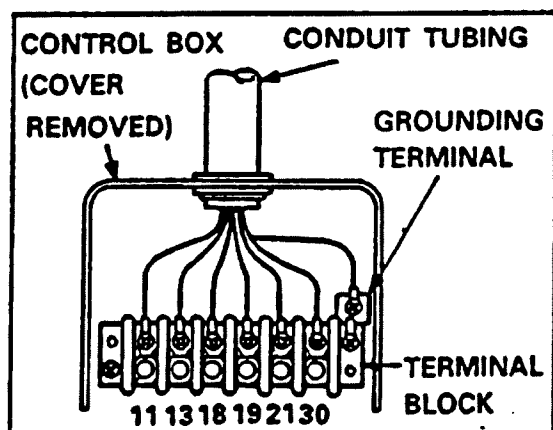 CONTROL BOX
(COVER
REMOVED)
CONDUIT TUBING
GROUNDING
TERMINAL
TERMINAL
BLOCK
11 13 18 19 21 30